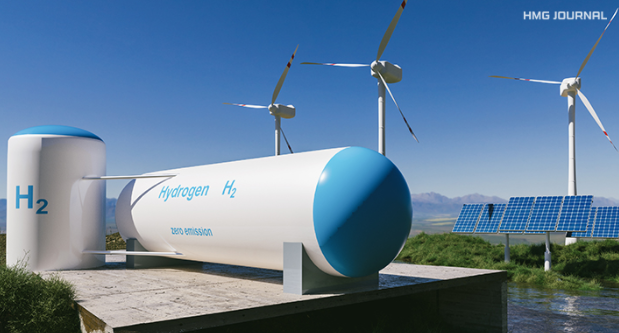 HMG JOURNAL
H2
Hydrogen H2
zero emission